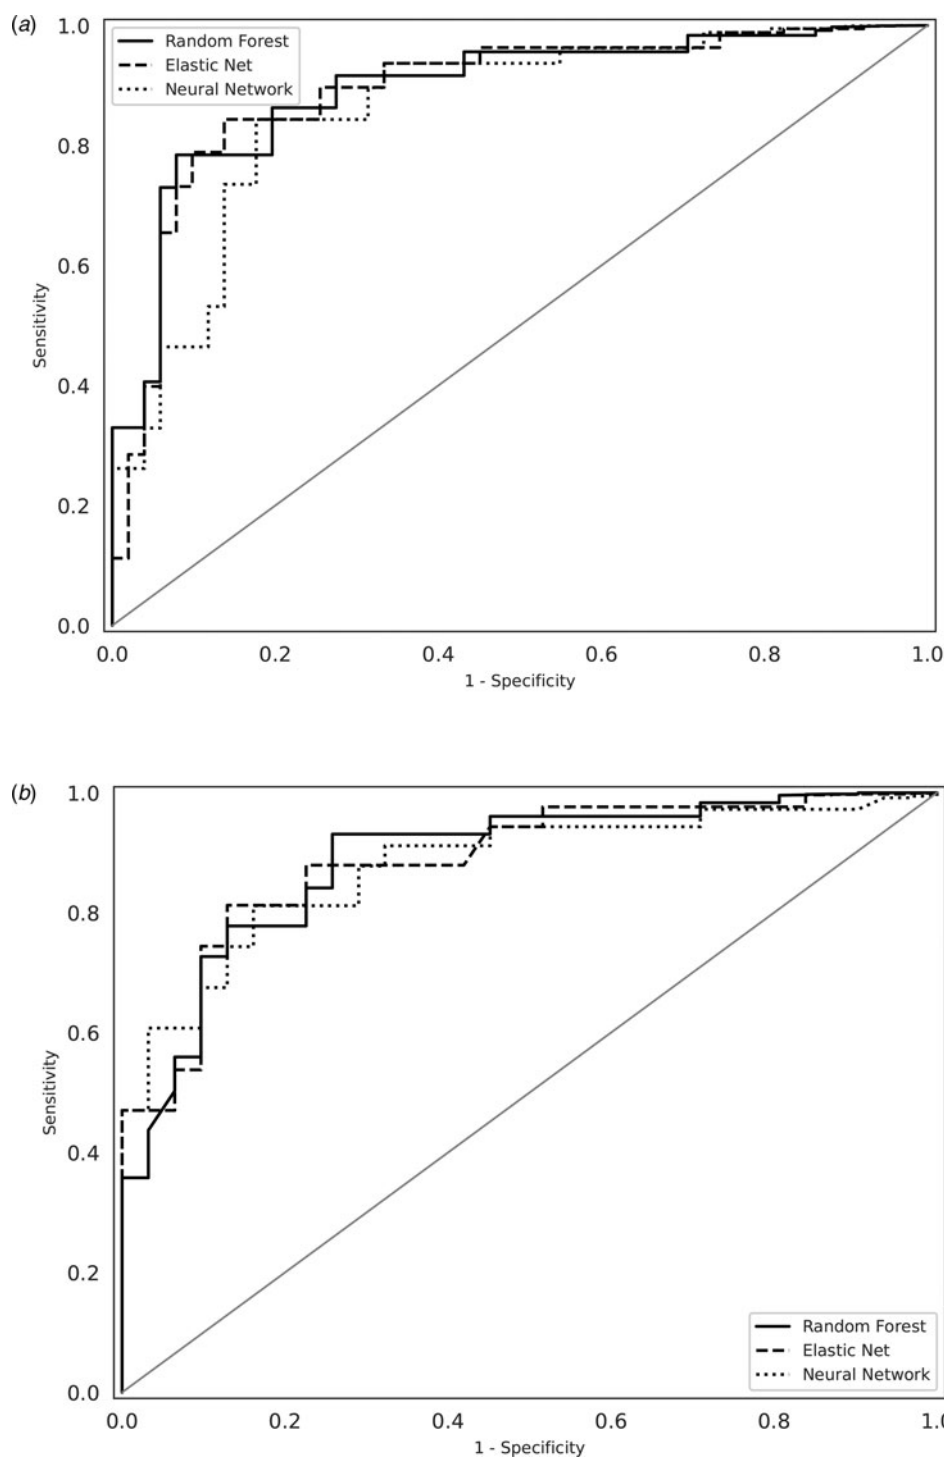 (a)
1.0
Random Forest
Elastic Net
Neural Network
0.8
0.6
Sensitivity
0.4
0.2
0.0
0.0 0.2 0.4 0.6 0.8 1.0
1 - Specificity
(b)
1.0
0.8
0.6
Sensitivity
0.4
0.2
Random Forest
Elastic Net
Neural Network
0.0
0.0 0.2 0.4 0.6 0.8 1.0
1 - Specificity